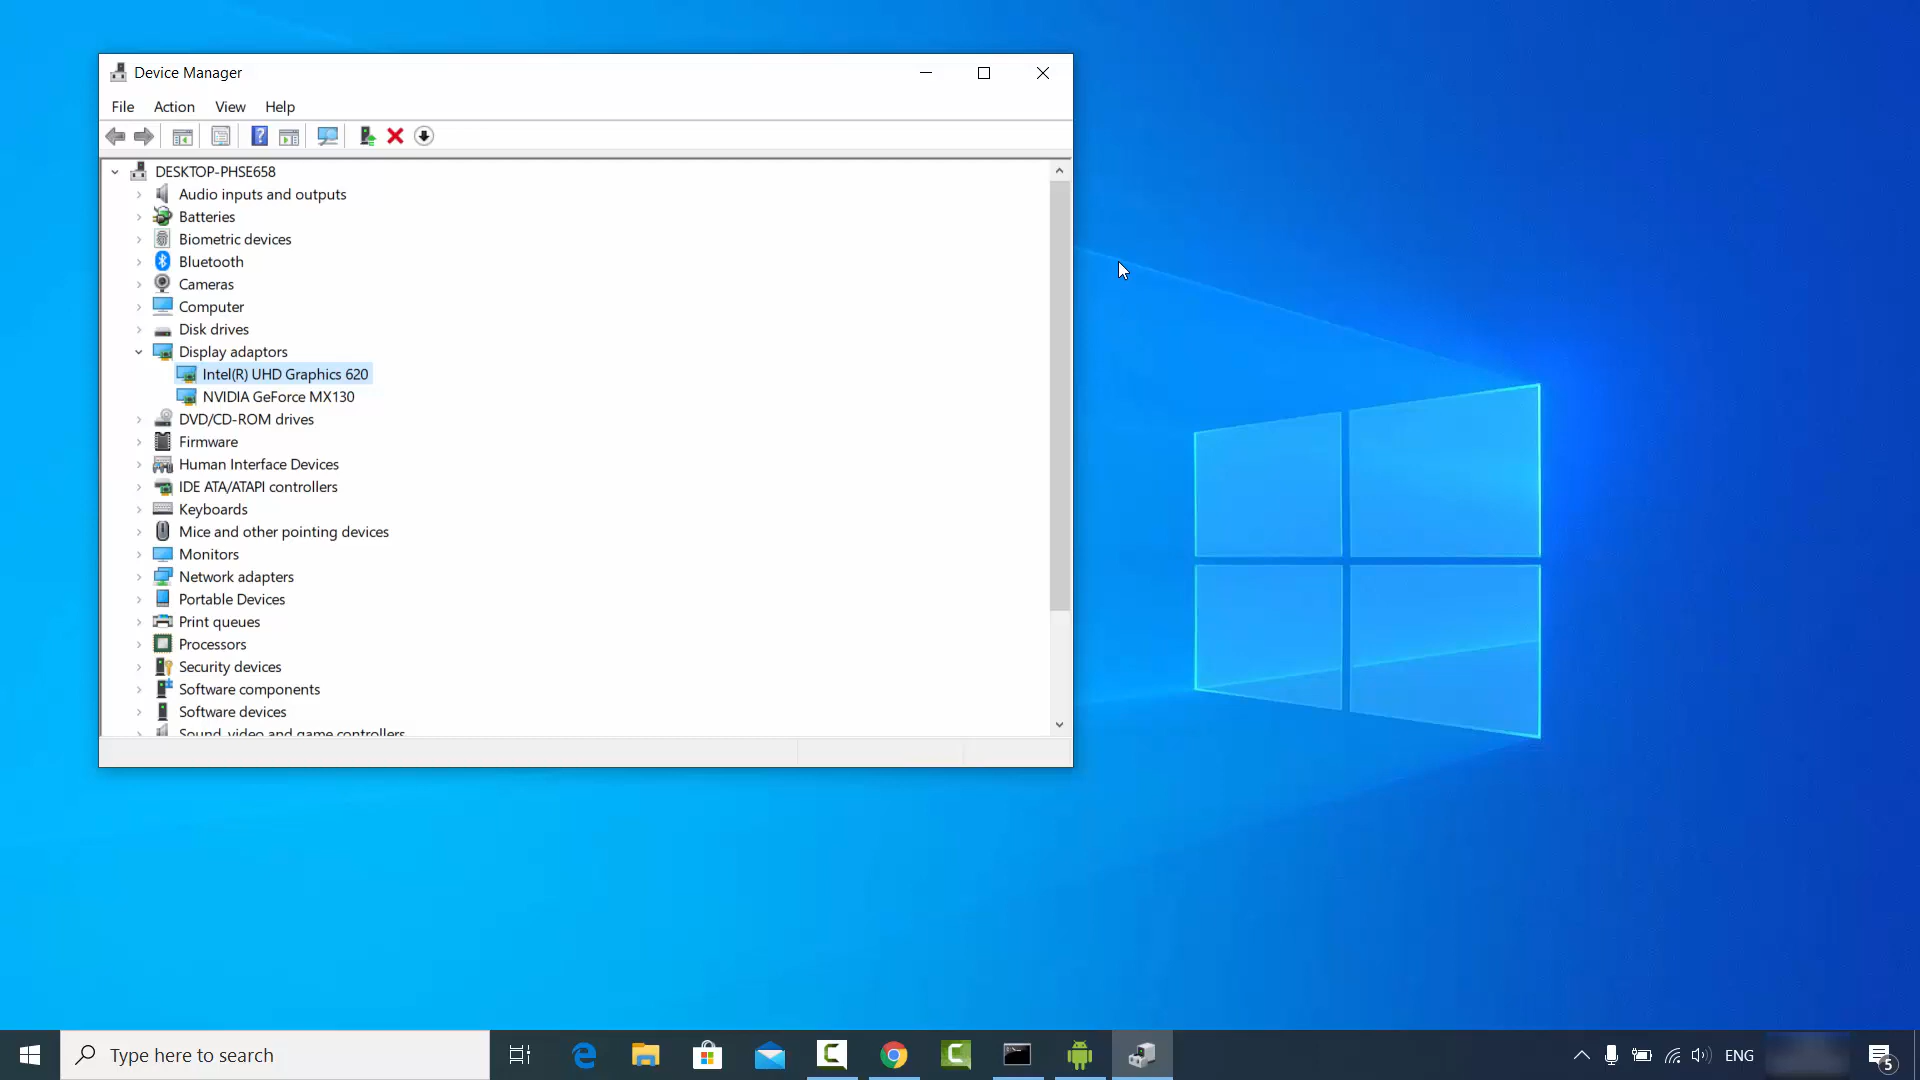 Device Manager
File Action View Help
DESKTOP-PHSE658
Audio inputs and outputs
Batteries
Biometric devices
Bluetooth
Cameras
Computer
Disk drives
Display adaptors
Intel(R) UHD Graphics 620
NVIDIA GeForce MX130
DVD/CD-ROM drives
Firmware
Human Interface Devices
IDE ATA/ATAPI controllers
Keyboards
Mice and other pointing devices
Monitors
Network adapters
Portable Devices
Print queues
Processors
Security devices
Software components
Software devices
Sound, video and game controllers
Type here to search
ENG
5